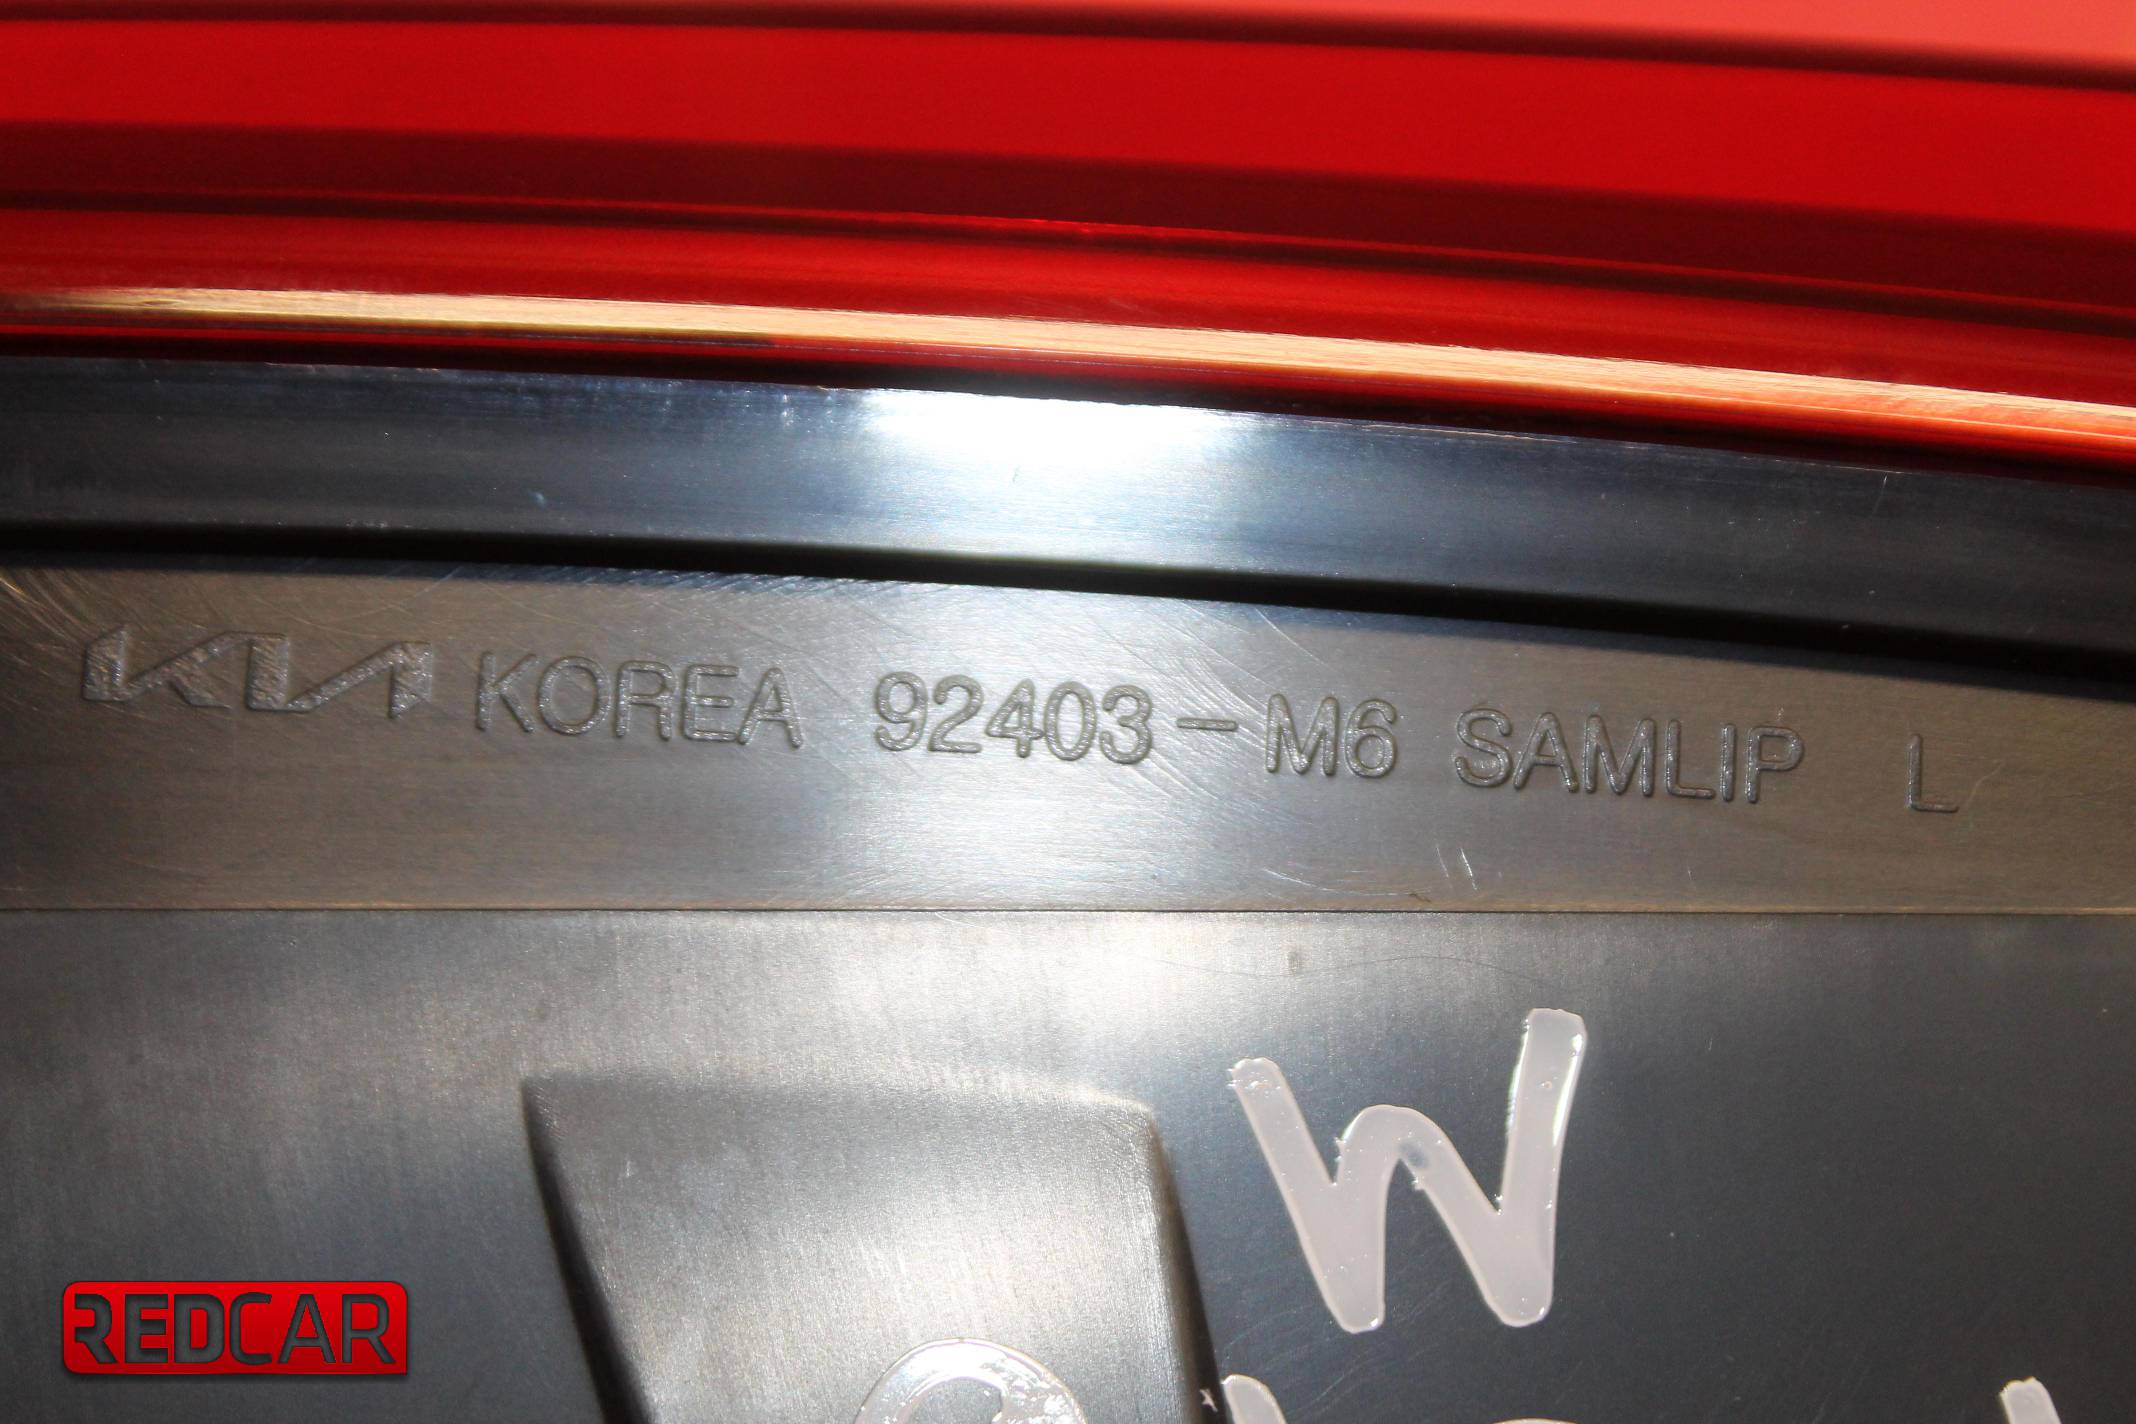 KIA KOREA 92403-M6 SAMLIP L
W
REDCAR